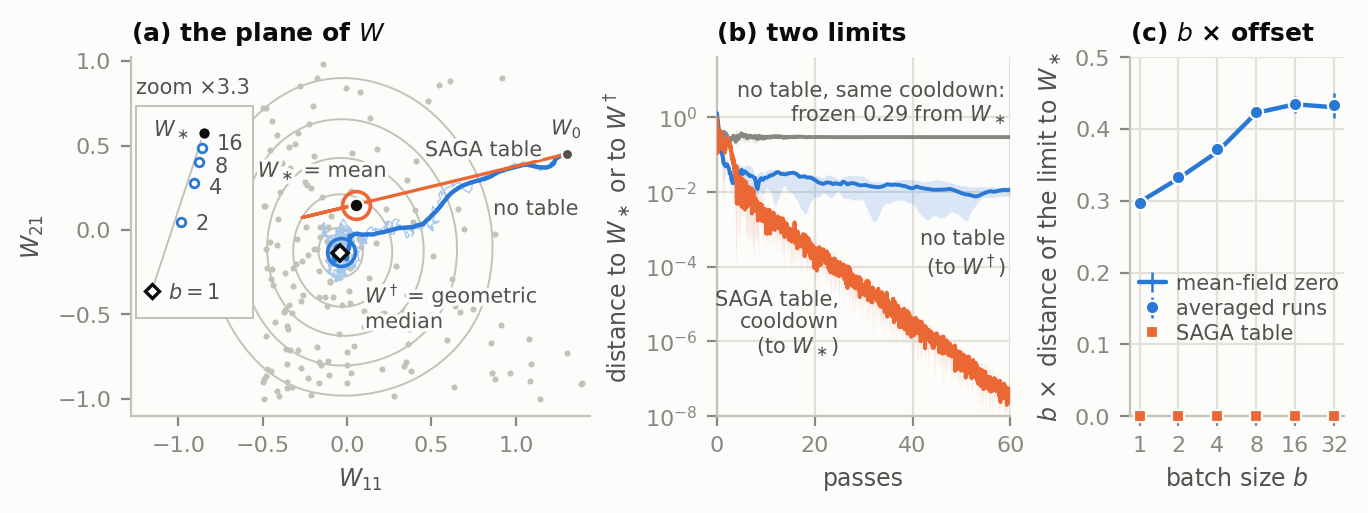 (a) the plane of W
1.0
0.5
0.0
−0.5
−1.0
W₂₁
−1.0
−0.5
0.0
0.5
1.0
W₁₁
zoom ×3.3
W∗
16
8
4
2
b = 1
W∗ = mean
SAGA table
W₀
no table
W† = geometric
median
(b) two limits
distance to W∗ or to W†
10⁰
10⁻²
10⁻⁴
10⁻⁶
10⁻⁸
no table, same cooldown:
frozen 0.29 from W∗
no table
(to W†)
SAGA table,
cooldown
(to W∗)
0
20
40
60
passes
(c) b × offset
b × distance of the limit to W∗
0.5
0.4
0.3
0.2
0.1
0.0
mean-field zero
averaged runs
SAGA table
1
2
4
8
16
32
batch size b